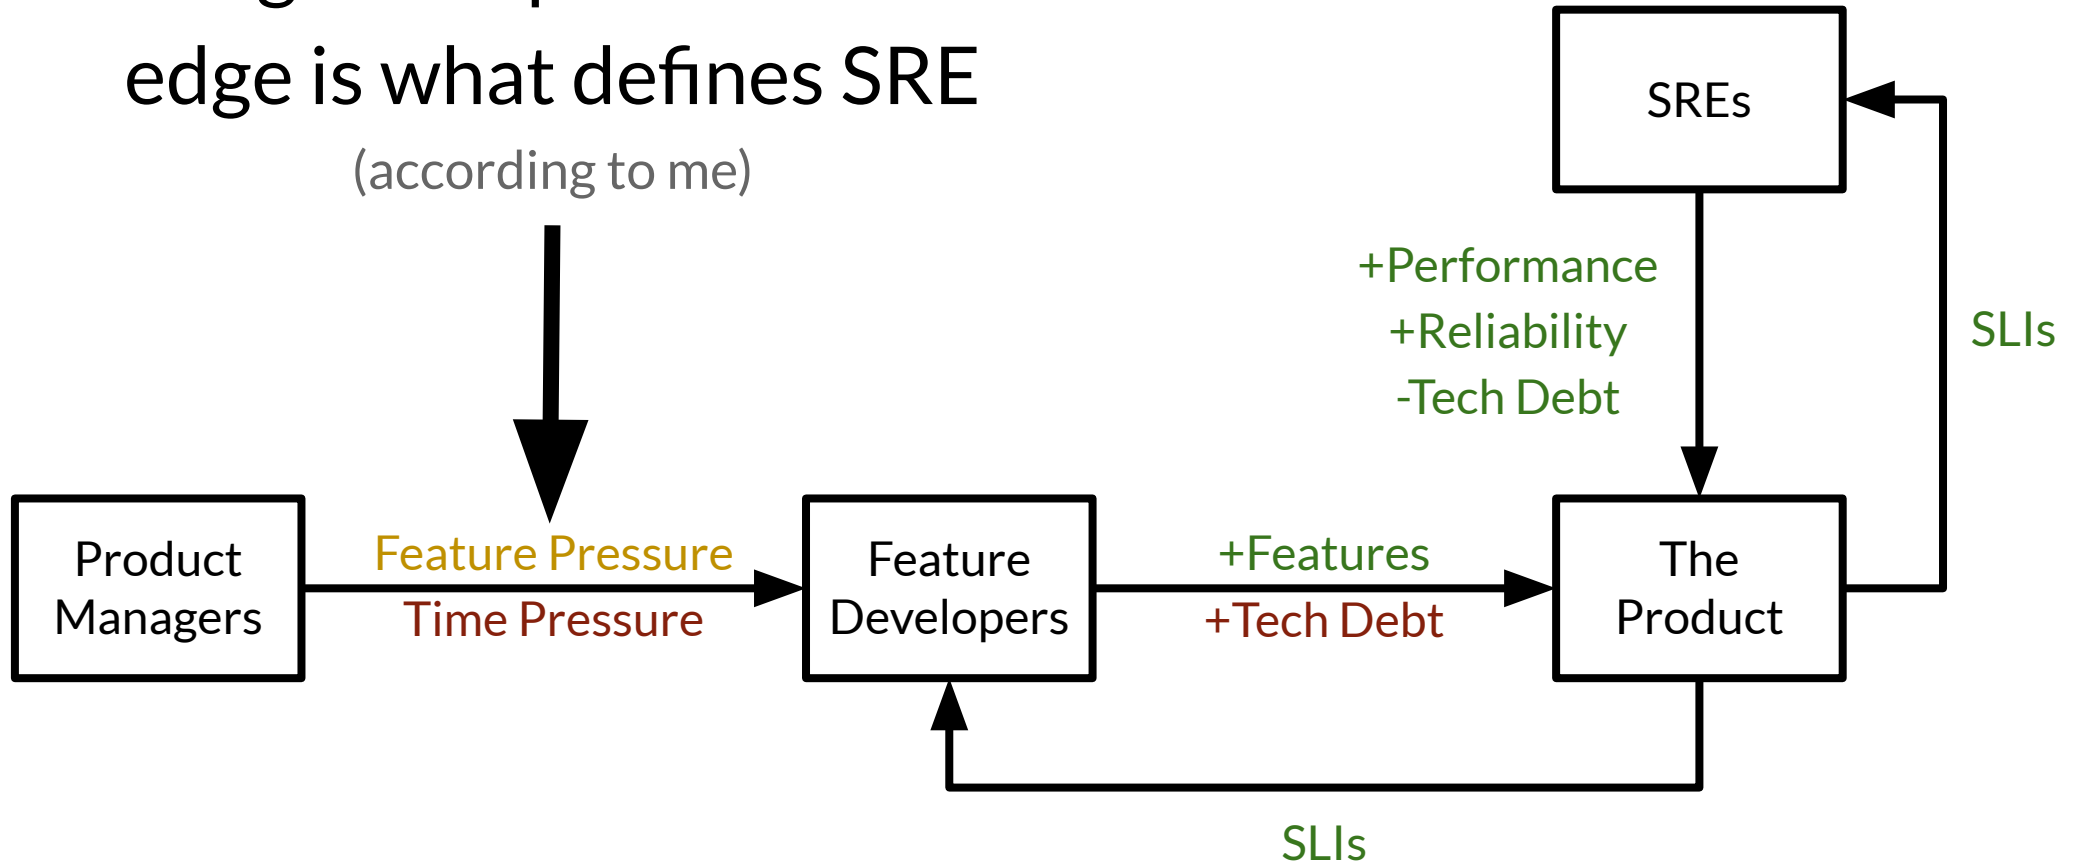 edge is what defines SRE
(according to me)
SREs
+Performance
+Reliability
-Tech Debt
SLIs
Product
Managers
Feature Pressure
Time Pressure
Feature
Developers
+Features
+Tech Debt
The
Product
SLIs